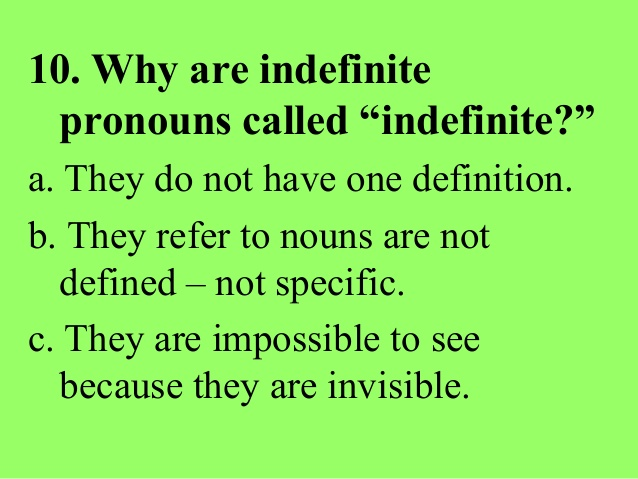 10. Why are indefinite
pronouns called “indefinite?”
a. They do not have one definition.
b. They refer to nouns are not
defined – not specific.
c. They are impossible to see
because they are invisible.